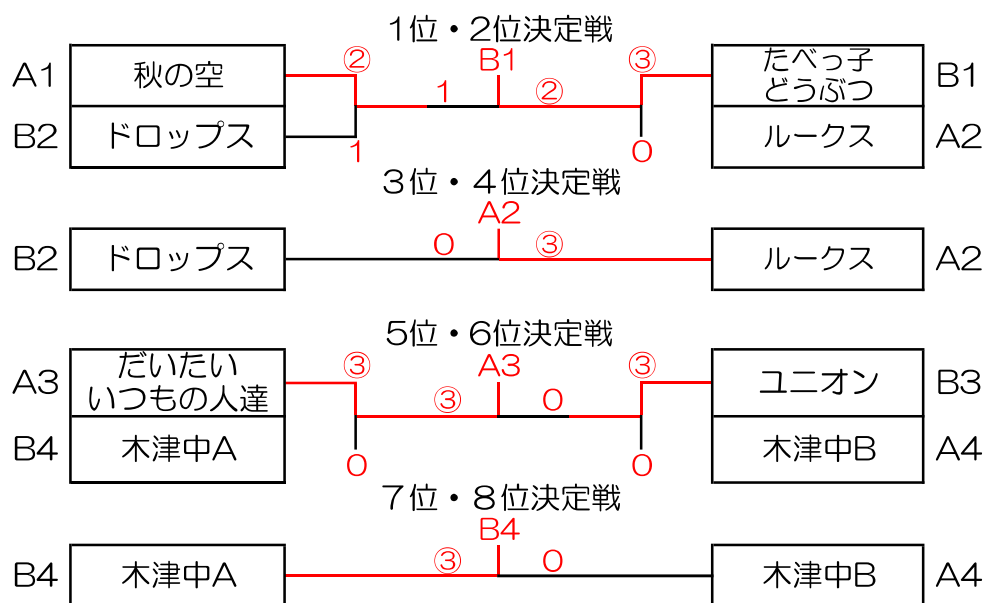 1位・2位決定戦
A1 秋の空 ② B1 ③ たべっ子 B1
1 ② どうぶつ
B2 ドロップス 1 0 ルークス A2
3位・4位決定戦
A2
B2 ドロップス 0 ③ ルークス A2
5位・6位決定戦
A3 だいたい ③ A3 ③ ユニオン B3
いつもの人達 ③ 0
B4 木津中A 0 0 木津中B A4
7位・8位決定戦
B4
B4 木津中A ③ 0 木津中B A4